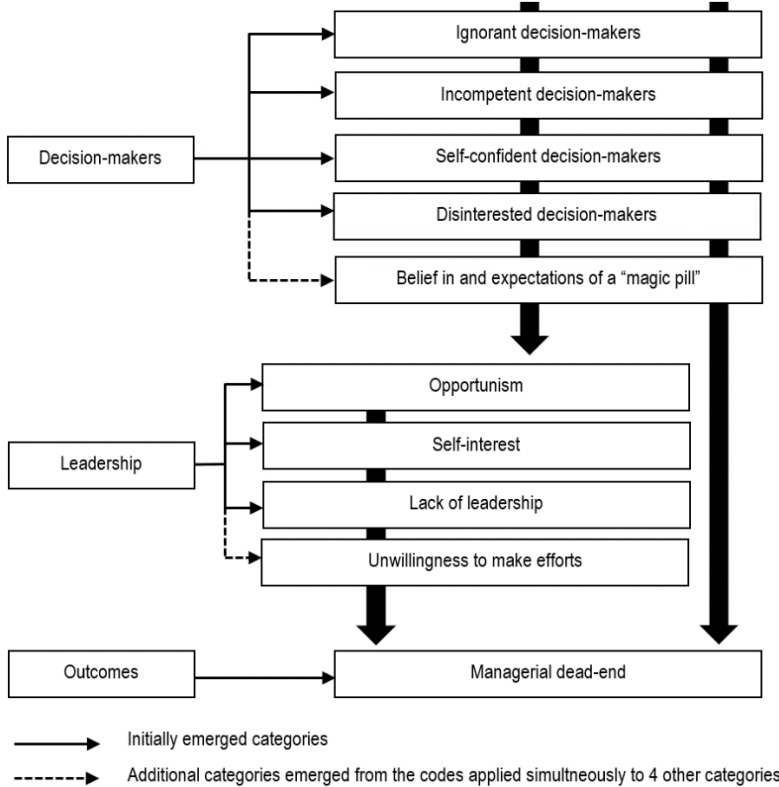 Ignorant decision-makers
Incompetent decision-makers
Decision-makers
Self-confident decision-makers
Disinterested decision-makers
Belief in and expectations of a “magic pill”
Opportunism
Self-interest
Leadership
Lack of leadership
Unwillingness to make efforts
Outcomes
Managerial dead-end
Initially emerged categories
Additional categories emerged from the codes applied simultneously to 4 other categories